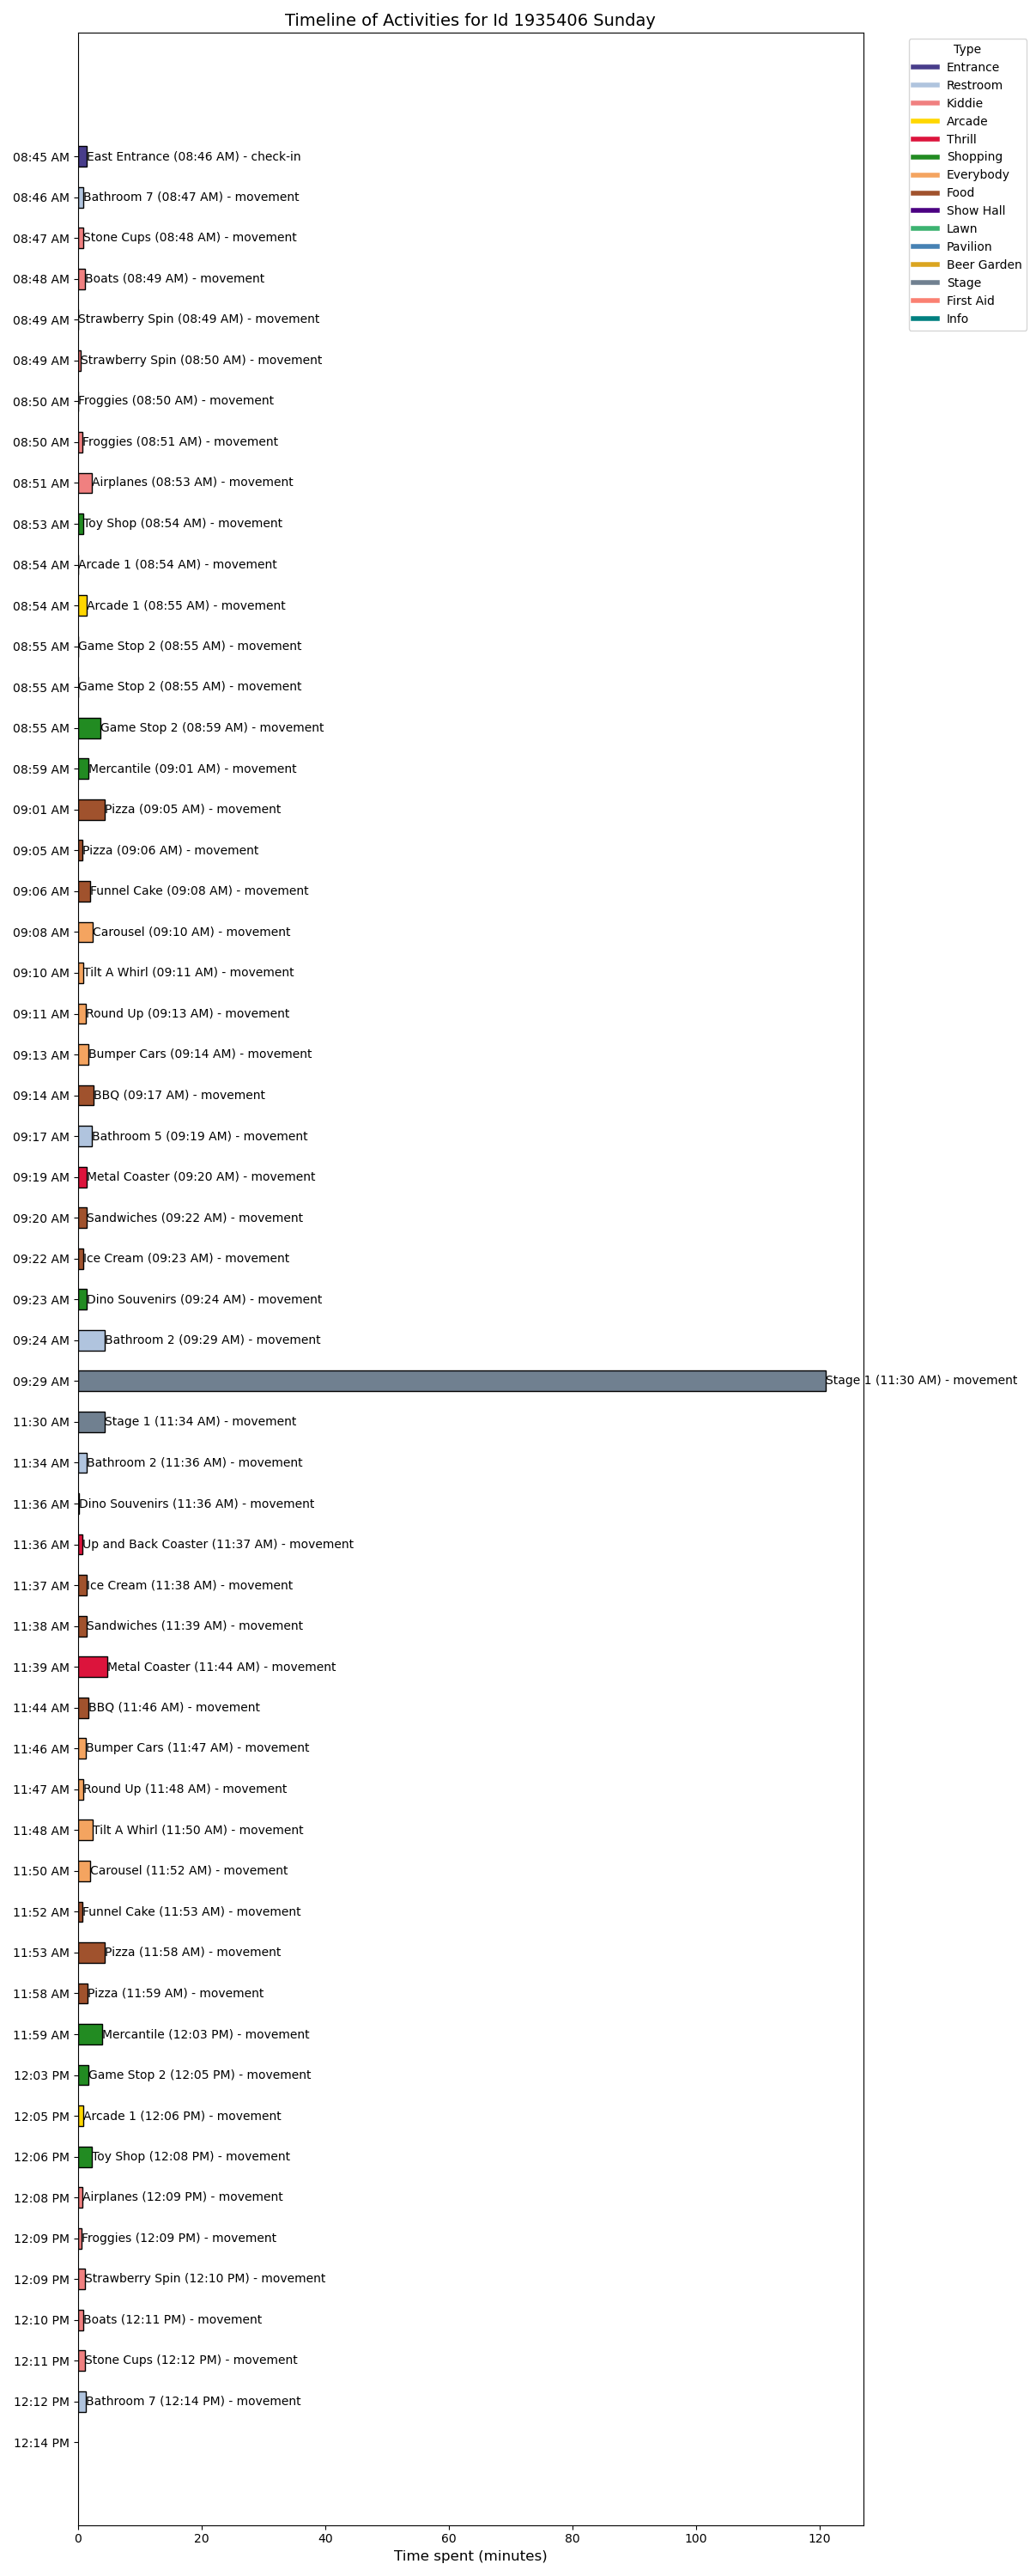 Timeline of Activities for Id 1935406 Sunday
Type
Entrance
Restroom
Kiddie
Arcade
Thrill
Shopping
Everybody
Food
Show Hall
Lawn
Pavilion
Beer Garden
Stage
First Aid
Info
08:45 AM East Entrance (08:46 AM) - check-in
08:46 AM Bathroom 7 (08:47 AM) - movement
08:47 AM Stone Cups (08:48 AM) - movement
08:48 AM Boats (08:49 AM) - movement
08:49 AM Strawberry Spin (08:49 AM) - movement
08:49 AM Strawberry Spin (08:50 AM) - movement
08:50 AM Froggies (08:50 AM) - movement
08:50 AM Froggies (08:51 AM) - movement
08:51 AM Airplanes (08:53 AM) - movement
08:53 AM Toy Shop (08:54 AM) - movement
08:54 AM Arcade 1 (08:54 AM) - movement
08:54 AM Arcade 1 (08:55 AM) - movement
08:55 AM Game Stop 2 (08:55 AM) - movement
08:55 AM Game Stop 2 (08:55 AM) - movement
08:55 AM Game Stop 2 (08:59 AM) - movement
08:59 AM Mercantile (09:01 AM) - movement
09:01 AM Pizza (09:05 AM) - movement
09:05 AM Pizza (09:06 AM) - movement
09:06 AM Funnel Cake (09:08 AM) - movement
09:08 AM Carousel (09:10 AM) - movement
09:10 AM Tilt A Whirl (09:11 AM) - movement
09:11 AM Round Up (09:13 AM) - movement
09:13 AM Bumper Cars (09:14 AM) - movement
09:14 AM BBQ (09:17 AM) - movement
09:17 AM Bathroom 5 (09:19 AM) - movement
09:19 AM Metal Coaster (09:20 AM) - movement
09:20 AM Sandwiches (09:22 AM) - movement
09:22 AM Ice Cream (09:23 AM) - movement
09:23 AM Dino Souvenirs (09:24 AM) - movement
09:24 AM Bathroom 2 (09:29 AM) - movement
09:29 AM Stage 1 (11:30 AM) - movement
11:30 AM Stage 1 (11:34 AM) - movement
11:34 AM Bathroom 2 (11:36 AM) - movement
11:36 AM Dino Souvenirs (11:36 AM) - movement
11:36 AM Up and Back Coaster (11:37 AM) - movement
11:37 AM Ice Cream (11:38 AM) - movement
11:38 AM Sandwiches (11:39 AM) - movement
11:39 AM Metal Coaster (11:44 AM) - movement
11:44 AM BBQ (11:46 AM) - movement
11:46 AM Bumper Cars (11:47 AM) - movement
11:47 AM Round Up (11:48 AM) - movement
11:48 AM Tilt A Whirl (11:50 AM) - movement
11:50 AM Carousel (11:52 AM) - movement
11:52 AM Funnel Cake (11:53 AM) - movement
11:53 AM Pizza (11:58 AM) - movement
11:58 AM Pizza (11:59 AM) - movement
11:59 AM Mercantile (12:03 PM) - movement
12:03 PM Game Stop 2 (12:05 PM) - movement
12:05 PM Arcade 1 (12:06 PM) - movement
12:06 PM Toy Shop (12:08 PM) - movement
12:08 PM Airplanes (12:09 PM) - movement
12:09 PM Froggies (12:09 PM) - movement
12:09 PM Strawberry Spin (12:10 PM) - movement
12:10 PM Boats (12:11 PM) - movement
12:11 PM Stone Cups (12:12 PM) - movement
12:12 PM Bathroom 7 (12:14 PM) - movement
12:14 PM
0 20 40 60 80 100 120
Time spent (minutes)